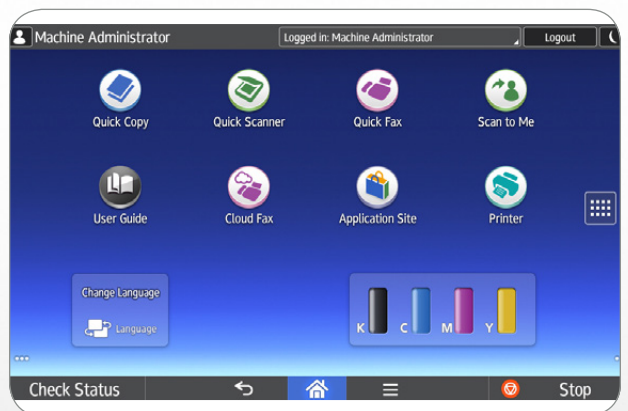 Machine Administrator
Logged in: Machine Administrator
Logout
Quick Copy
Quick Scanner
Quick Fax
Scan to Me
User Guide
Cloud Fax
Application Site
Printer
Change Language
Language
K C M Y
Check Status
Stop